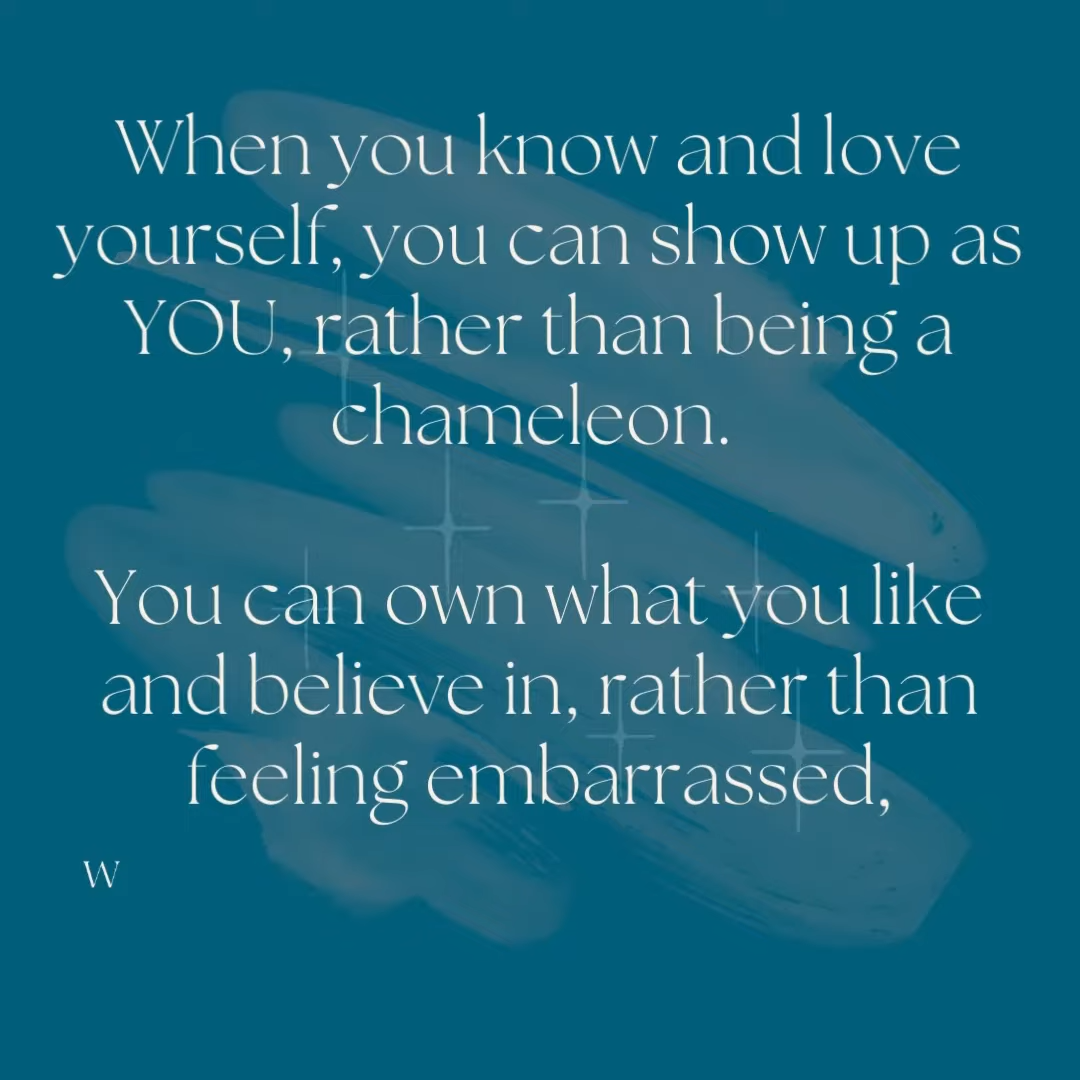 When you know and love
yourself, you can show up as
YOU, rather than being a
chameleon.
You can own what you like
and believe in, rather than
feeling embarrassed,
w